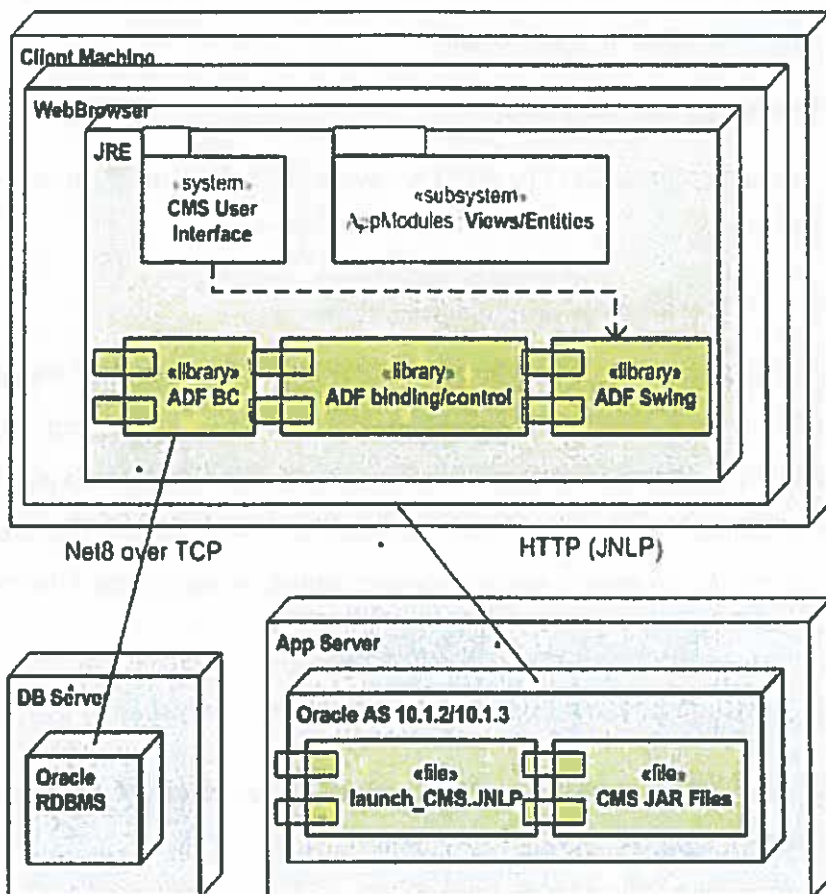 Client Machine
WebBrowser
JRE
«system»
CMS User
Interface
«subsystem»
AppModules Views/Entities
«library»
ADF BC
«library»
ADF binding/control
«library»
ADF Swing
Net8 over TCP
HTTP (JNLP)
App Server
DB Server
Oracle AS 10.1.2/10.1.3
Oracle
RDBMS
«file»
launch_CMS.JNLP
«file»
CMS JAR Files